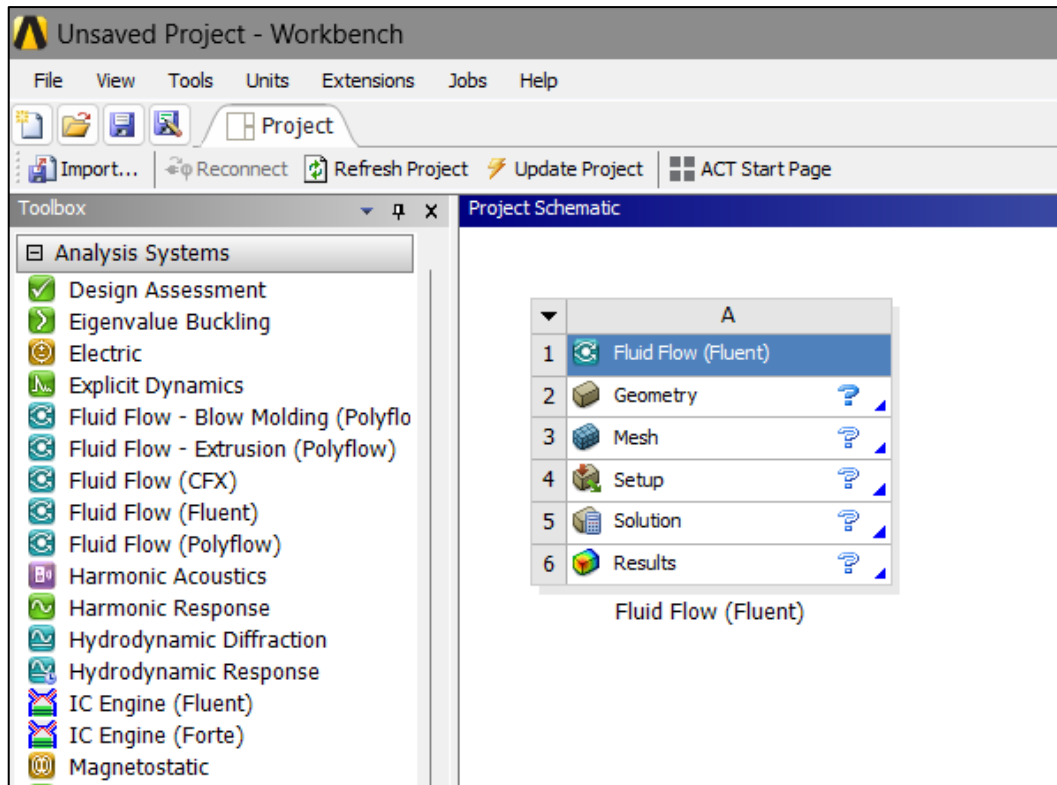 Unsaved Project - Workbench
File View Tools Units Extensions Jobs Help
Project
Import... Reconnect Refresh Project Update Project ACT Start Page
Toolbox
Project Schematic
Analysis Systems
Design Assessment
Eigenvalue Buckling
Electric
Explicit Dynamics
Fluid Flow - Blow Molding (Polyflo
Fluid Flow - Extrusion (Polyflow)
Fluid Flow (CFX)
Fluid Flow (Fluent)
Fluid Flow (Polyflow)
Harmonic Acoustics
Harmonic Response
Hydrodynamic Diffraction
Hydrodynamic Response
IC Engine (Fluent)
IC Engine (Forte)
Magnetostatic
A
1 Fluid Flow (Fluent)
2 Geometry ?
3 Mesh ?
4 Setup ?
5 Solution ?
6 Results ?
Fluid Flow (Fluent)